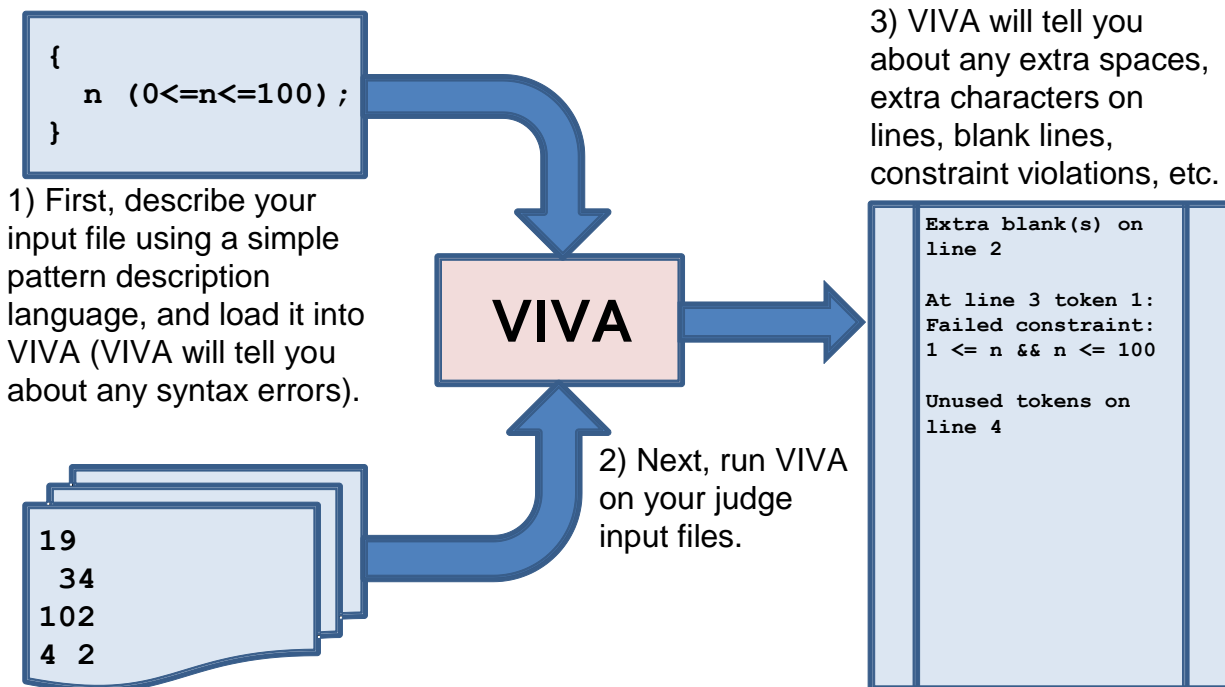 {
n (0<=n<=100);
}
1) First, describe your
input file using a simple
pattern description
language, and load it into
VIVA (VIVA will tell you
about any syntax errors).
19
34
102
4 2
VIVA
2) Next, run VIVA
on your judge
input files.
3) VIVA will tell you
about any extra spaces,
extra characters on
lines, blank lines,
constraint violations, etc.
Extra blank(s) on
line 2
At line 3 token 1:
Failed constraint:
1 <= n && n <= 100
Unused tokens on
line 4